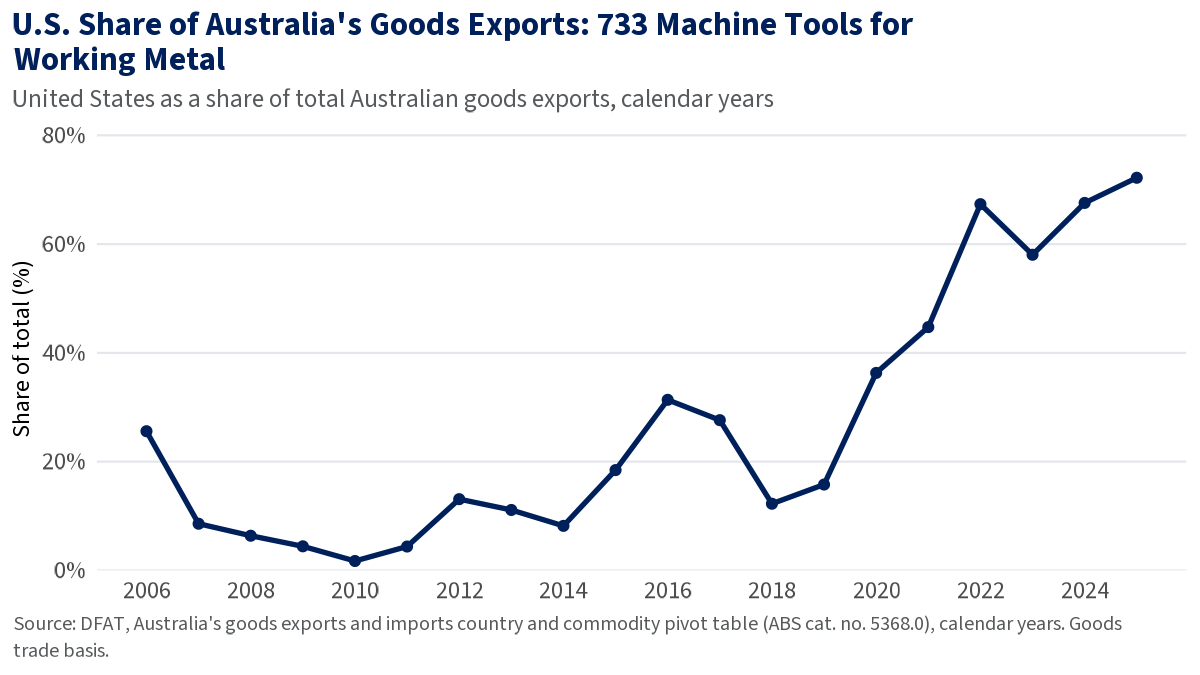 U.S. Share of Australia's Goods Exports: 733 Machine Tools for
Working Metal
United States as a share of total Australian goods exports, calendar years
80%
60%
40%
20%
0%
Share of total (%)
2006 2008 2010 2012 2014 2016 2018 2020 2022 2024
Source: DFAT, Australia's goods exports and imports country and commodity pivot table (ABS cat. no. 5368.0), calendar years. Goods
trade basis.